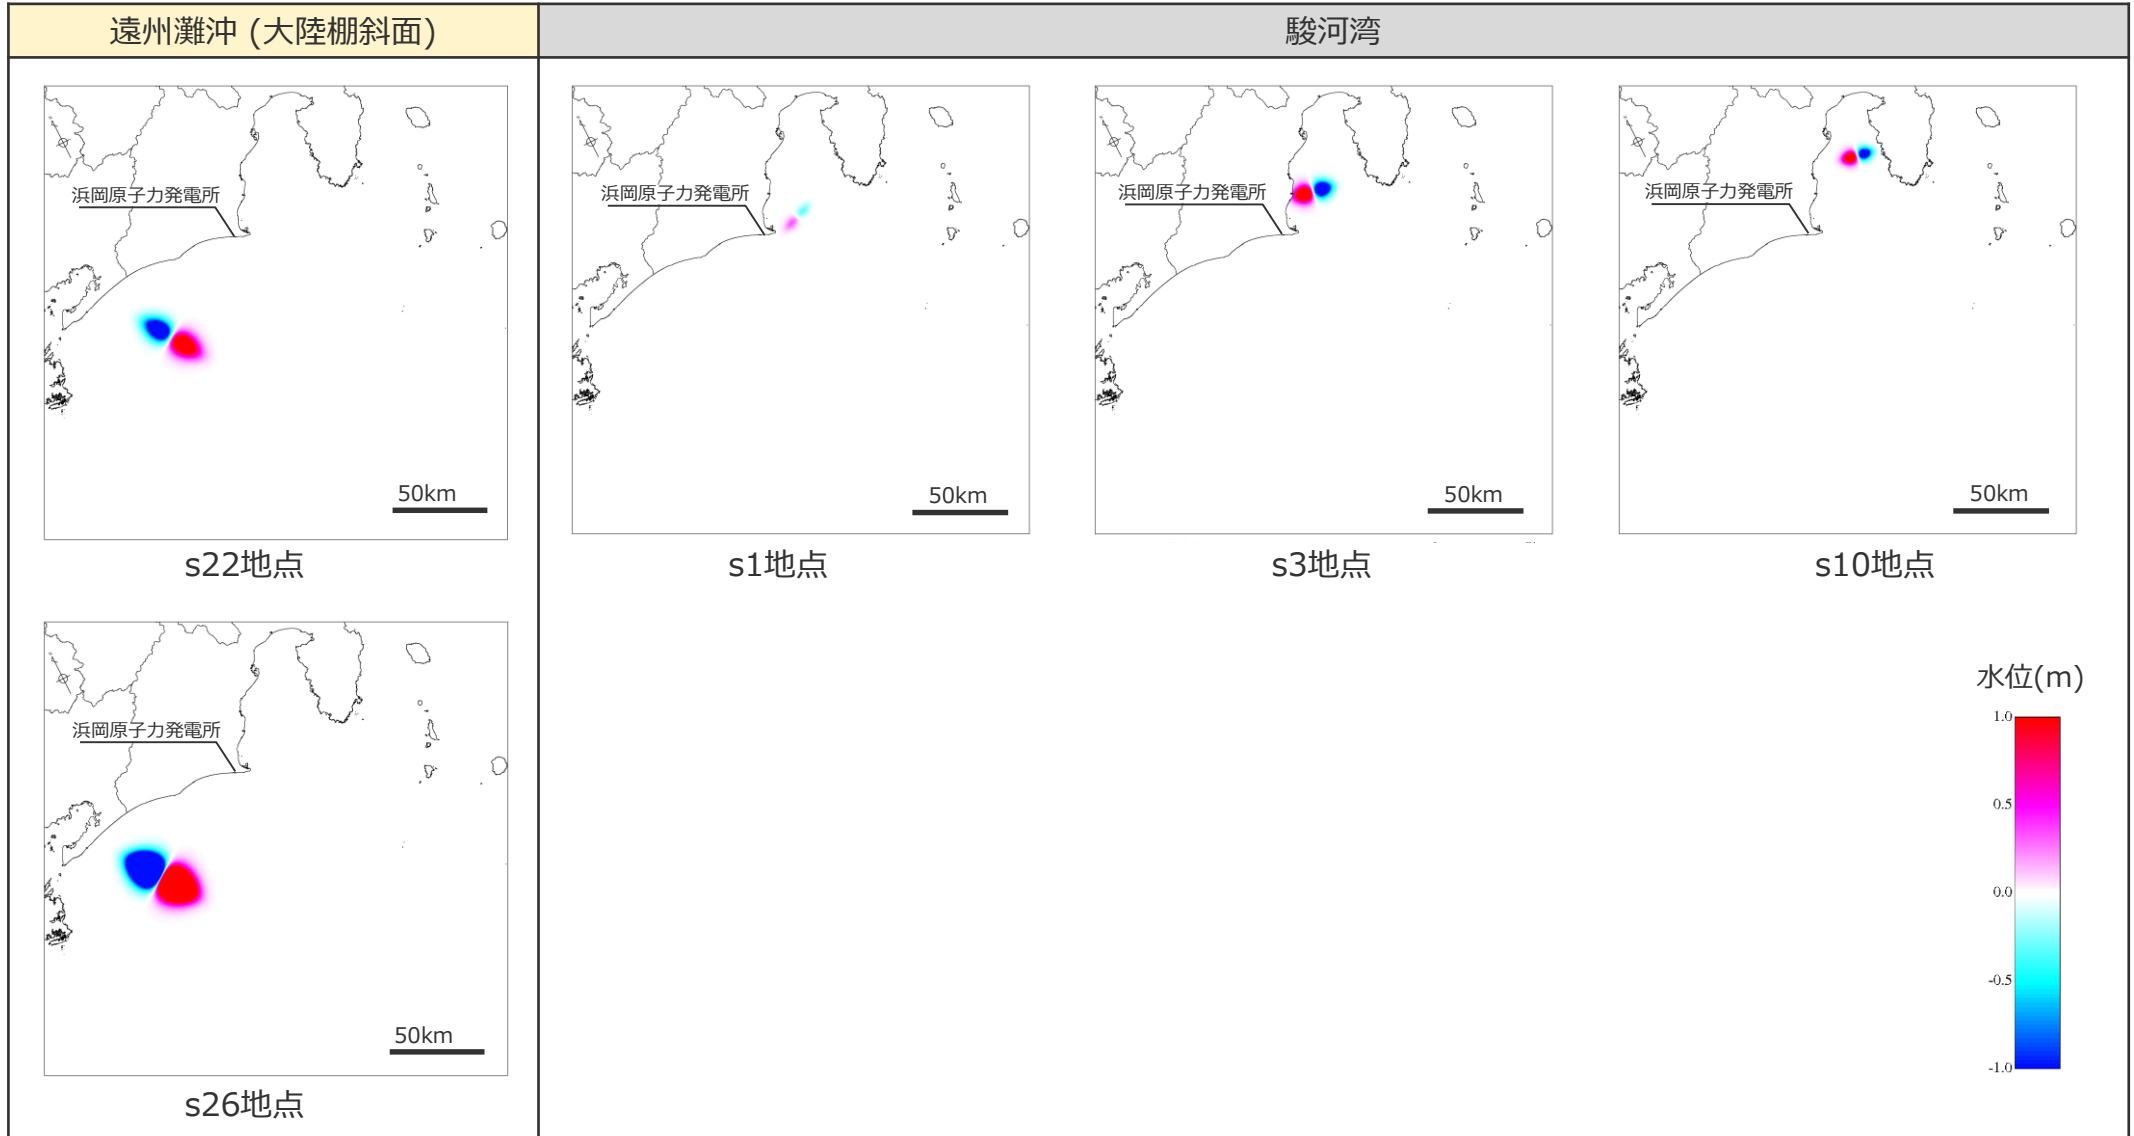 遠州灘沖 (大陸棚斜面)
駿河湾
浜岡原子力発電所
50km
s22地点
浜岡原子力発電所
50km
s1地点
浜岡原子力発電所
50km
s3地点
浜岡原子力発電所
50km
s10地点
浜岡原子力発電所
50km
s26地点
水位(m)
1.0
0.5
0.0
-0.5
-1.0